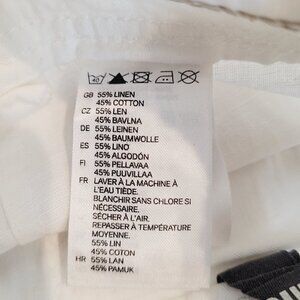 40
GB 55% LINEN
45% COTTON
CZ 55% LEN
45% BAVLNA
DE 55% LEINEN
45% BAUMWOLLE
ES 55% LINO
45% ALGODÓN
FI 55% PELLAVAA
45% PUUVILLAA
FR LAVER À LA MACHINE À
L'EAU TIÈDE.
BLANCHIR SANS CHLORE SI
NÉCESSAIRE.
SÉCHER À L'AIR.
REPASSER À TEMPÉRATURE
MOYENNE.
55% LIN
45% COTON
HR 55% LAN
45% PAMUK